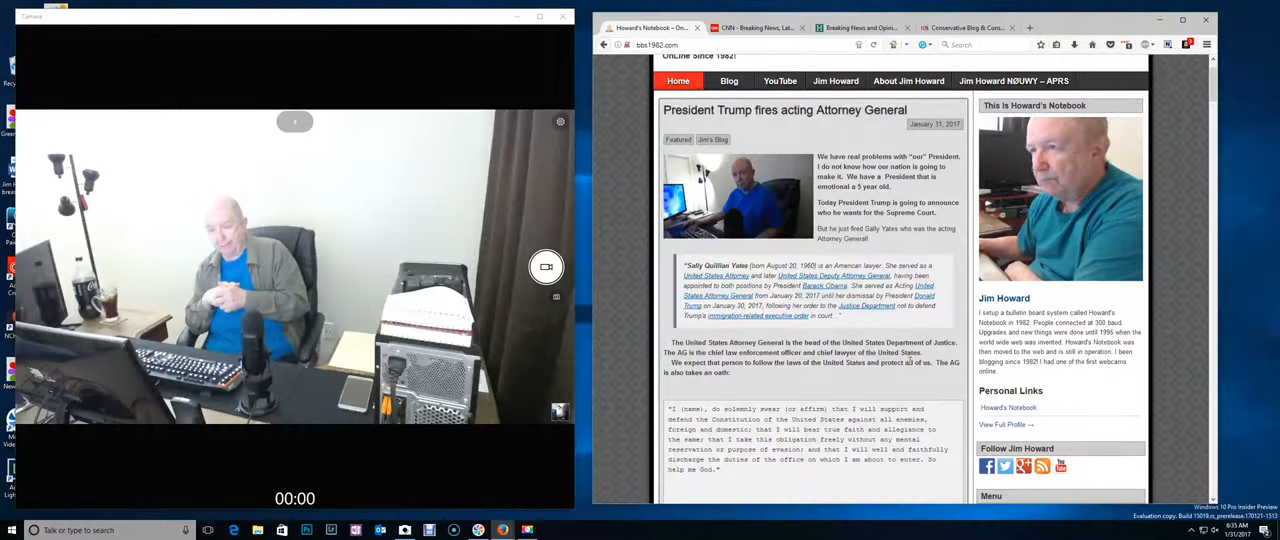 Camera
00:00
Howard's Notebook – On...
CNN - Breaking News, Lat...
Breaking News and Opini...
Conservative Blog & Cons...
bbs1982.com
Search
OnLine Since 1982!
Home
Blog
YouTube
Jim Howard
About Jim Howard
Jim Howard NØUWY – APRS
President Trump fires acting Attorney General
January 31, 2017
Featured
Jim's Blog
We have real problems with "our" President.
I do not know how our nation is going to
make it. We have a President that is
emotional a 5 year old.
Today President Trump is going to announce
who he wants for the Supreme Court.
But he just fired Sally Yates who was the acting
Attorney General!
"Sally Quillian Yates (born August 20, 1960) is an American lawyer. She served as a
United States Attorney and later United States Deputy Attorney General, having been
appointed to both positions by President Barack Obama. She served as Acting United
States Attorney General from January 20, 2017 until her dismissal by President Donald
Trump on January 30, 2017, following her order to the Justice Department not to defend
Trump's immigration-related executive order in court…"
The United States Attorney General is the head of the United States Department of Justice.
The AG is the chief law enforcement officer and chief lawyer of the United States.
We expect that person to follow the laws of the United States and protect all of us. The AG
is also takes an oath:
"I (name), do solemnly swear (or affirm) that I will support and
defend the Constitution of the United States against all enemies,
foreign and domestic; that I will bear true faith and allegiance to
the same; that I take this obligation freely without any mental
reservation or purpose of evasion; and that I will well and faithfully
discharge the duties of the office on which I am about to enter. So
help me God."
This Is Howard's Notebook
Jim Howard
I setup a bulletin board system called Howard's
Notebook in 1982. People connected at 300 baud.
Upgrades and new things were done until 1995 when the
world wide web was invented. Howard's Notebook
was then moved to the web and is still in operation. I been
blogging since 1982! I had one of the first webcams
online.
Personal Links
Howard's Notebook
View Full Profile →
Follow Jim Howard
Menu
Windows 10 Pro Insider Preview
Evaluation copy. Build 15019.rs_prerelease.170121-1513
Talk or type to search
6:35 AM
1/31/2017